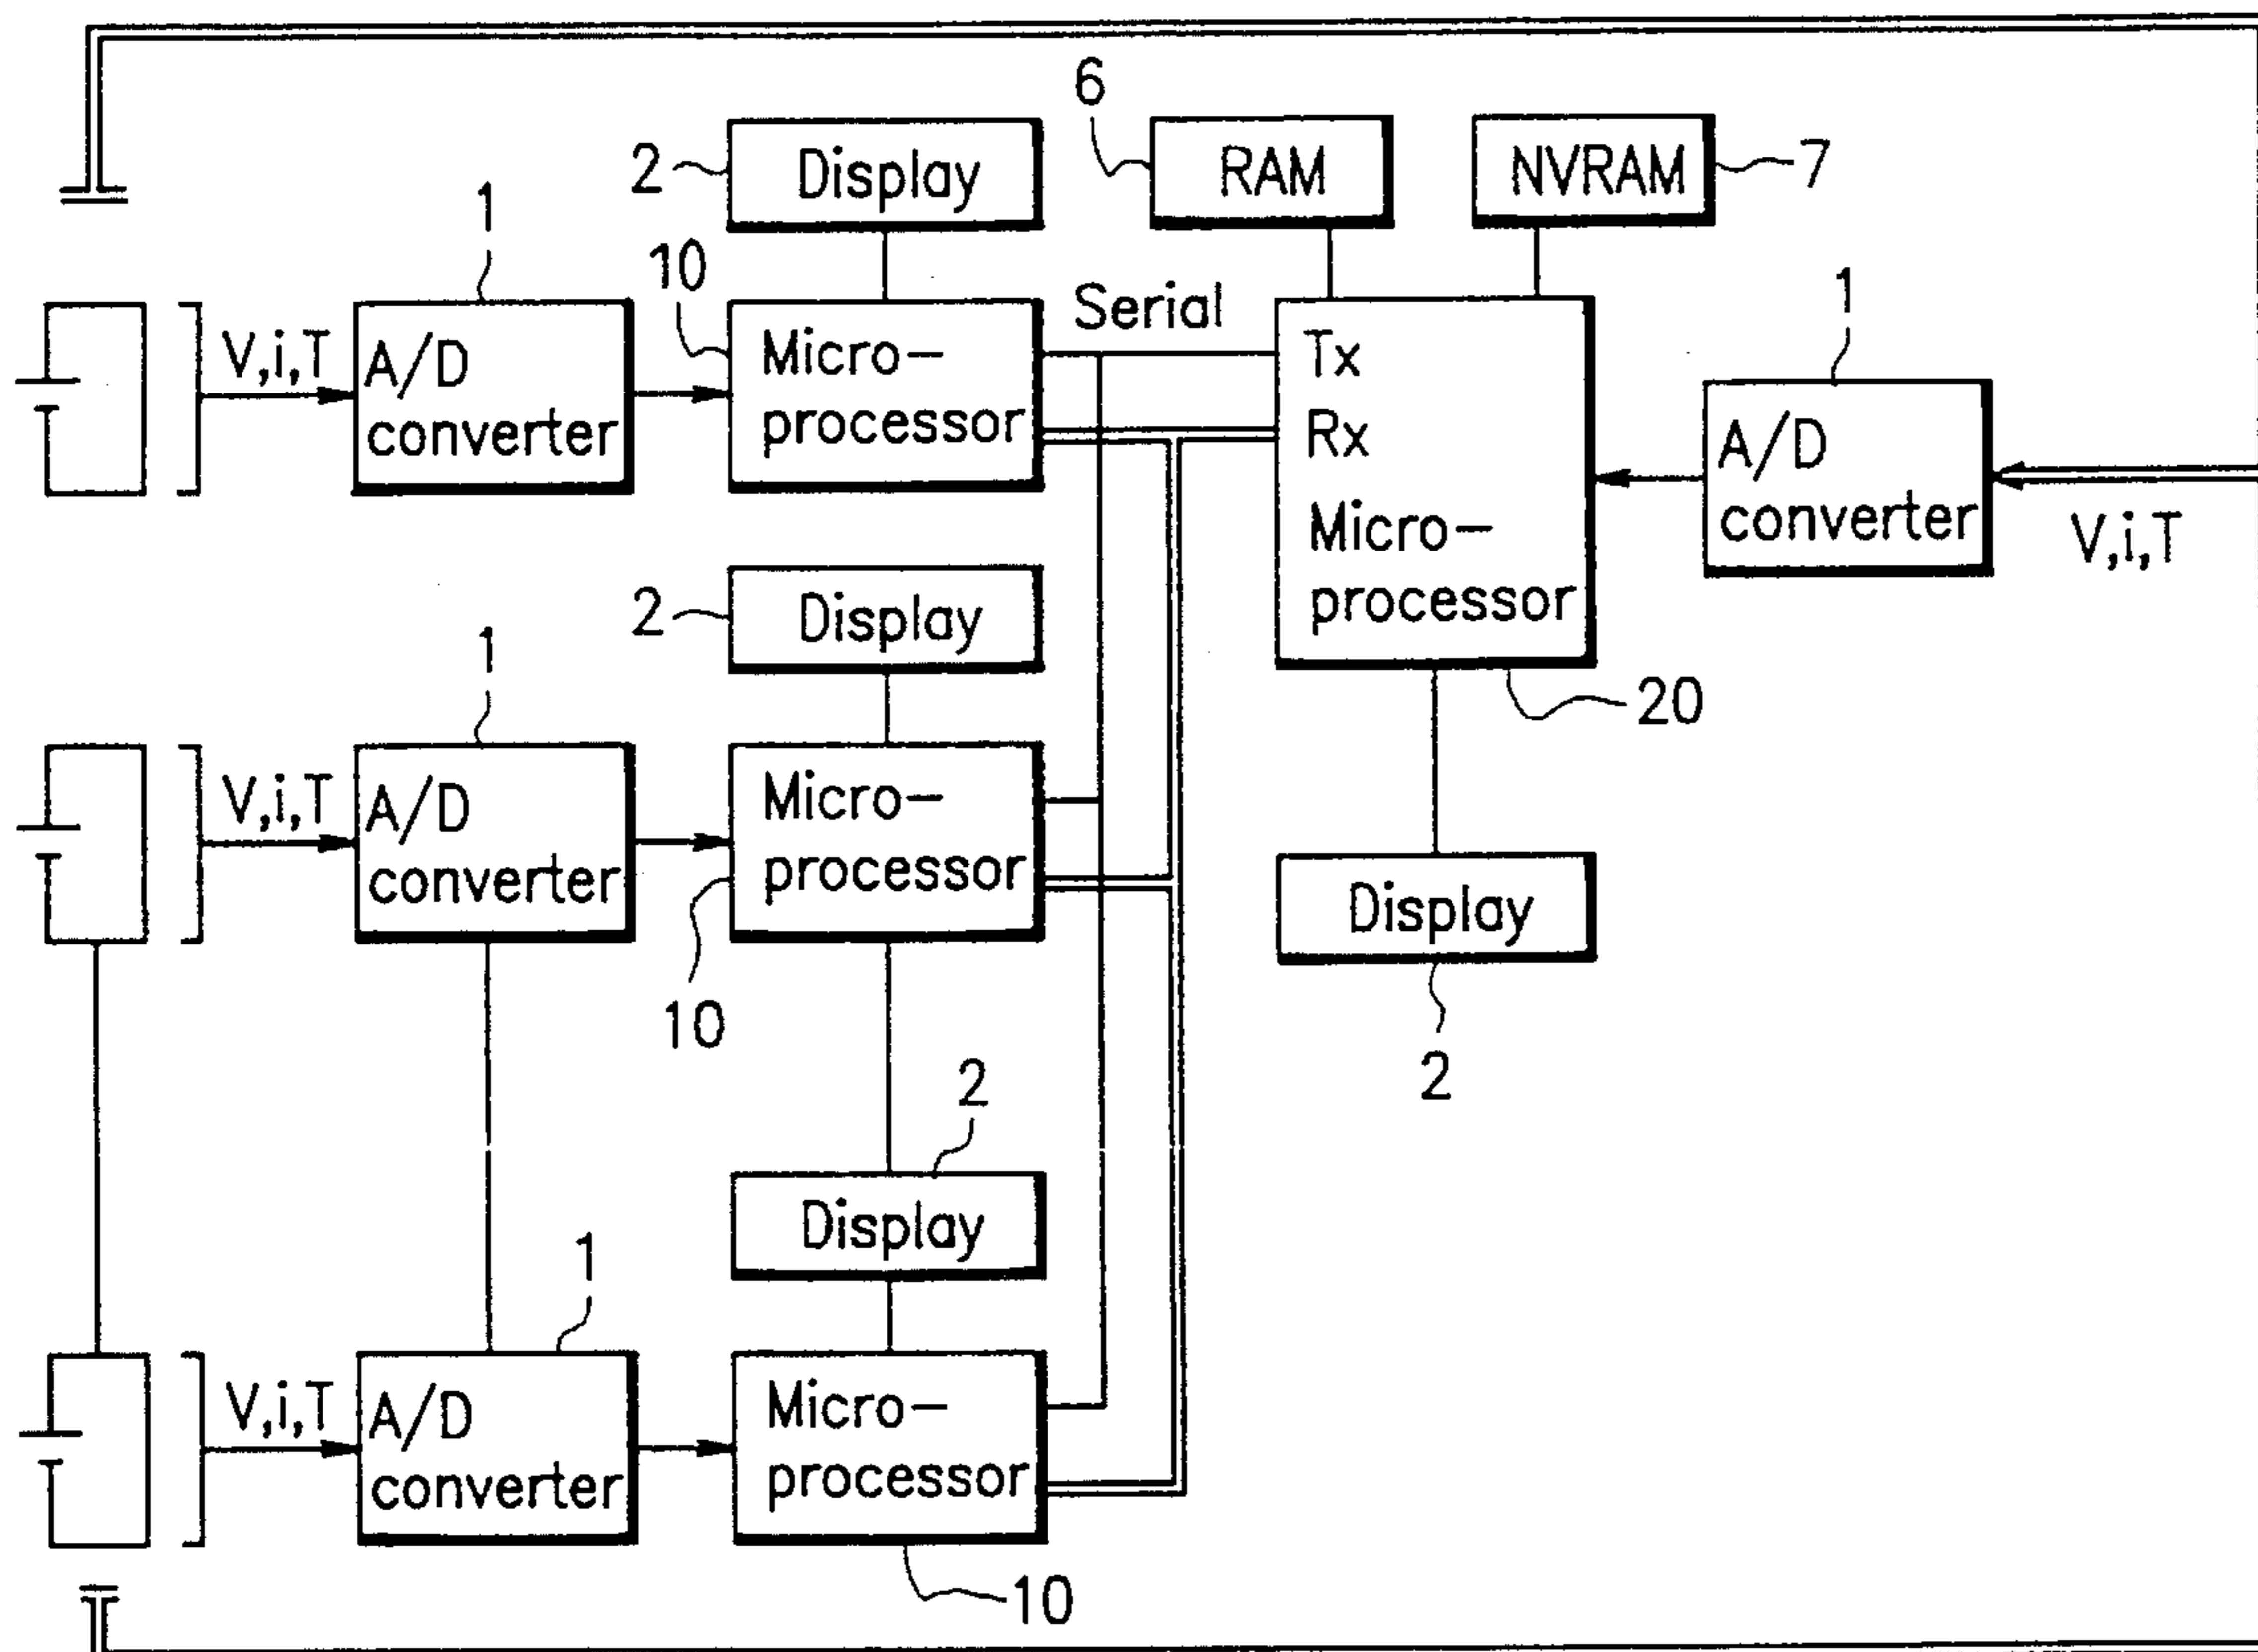 6
2
Display
RAM
NVRAM
7
1
10
Serial
1
V,i,T
A/D
converter
Micro-
processor
Tx
Rx
Micro-
processor
A/D
converter
V,i,T
2
Display
1
20
V,i,T
A/D
converter
Micro-
processor
10
Display
2
2
Display
1
V,i,T
A/D
converter
Micro-
processor
10